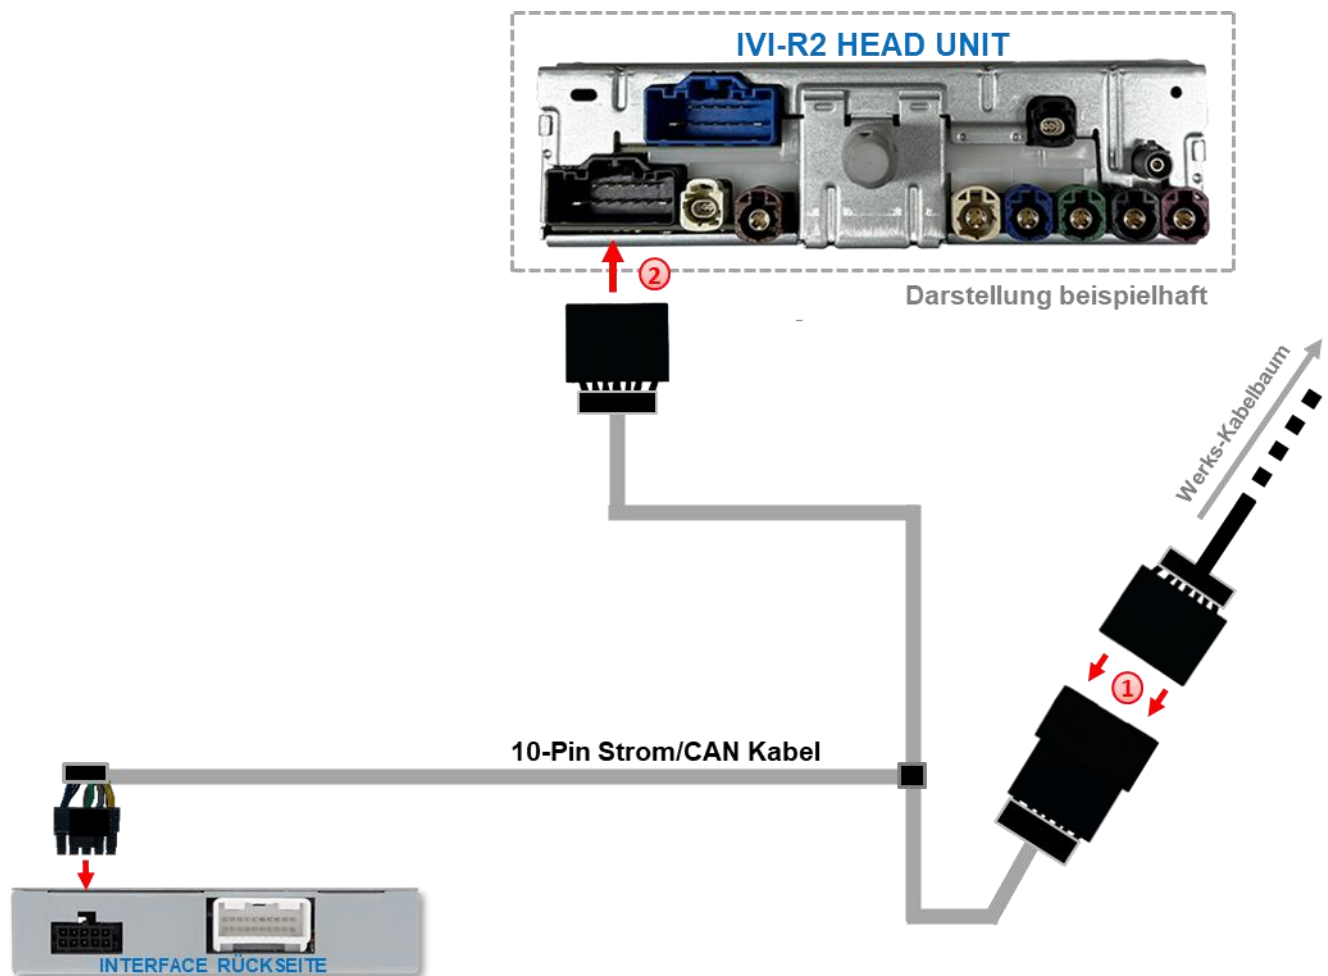 IVI-R2 HEAD UNIT
2
Darstellung beispielhaft
Werks-Kabelbaum
1
10-Pin Strom/CAN Kabel
INTERFACE RÜCKSEITE